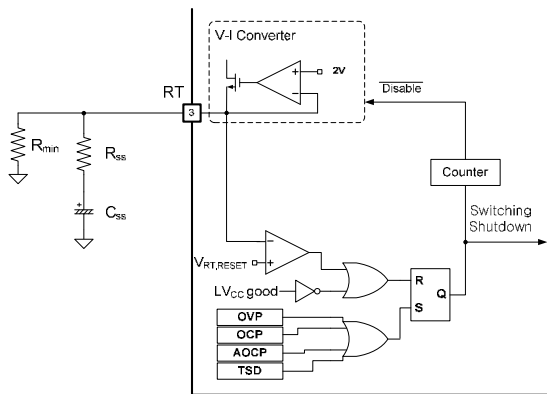 V-I Converter
+
2V
−
RT
3
Disable
Rmin
Rss
+
Css
Counter
Switching
Shutdown
−
VRT,RESET
+
LVCC good
R
Q
S
OVP
OCP
AOCP
TSD